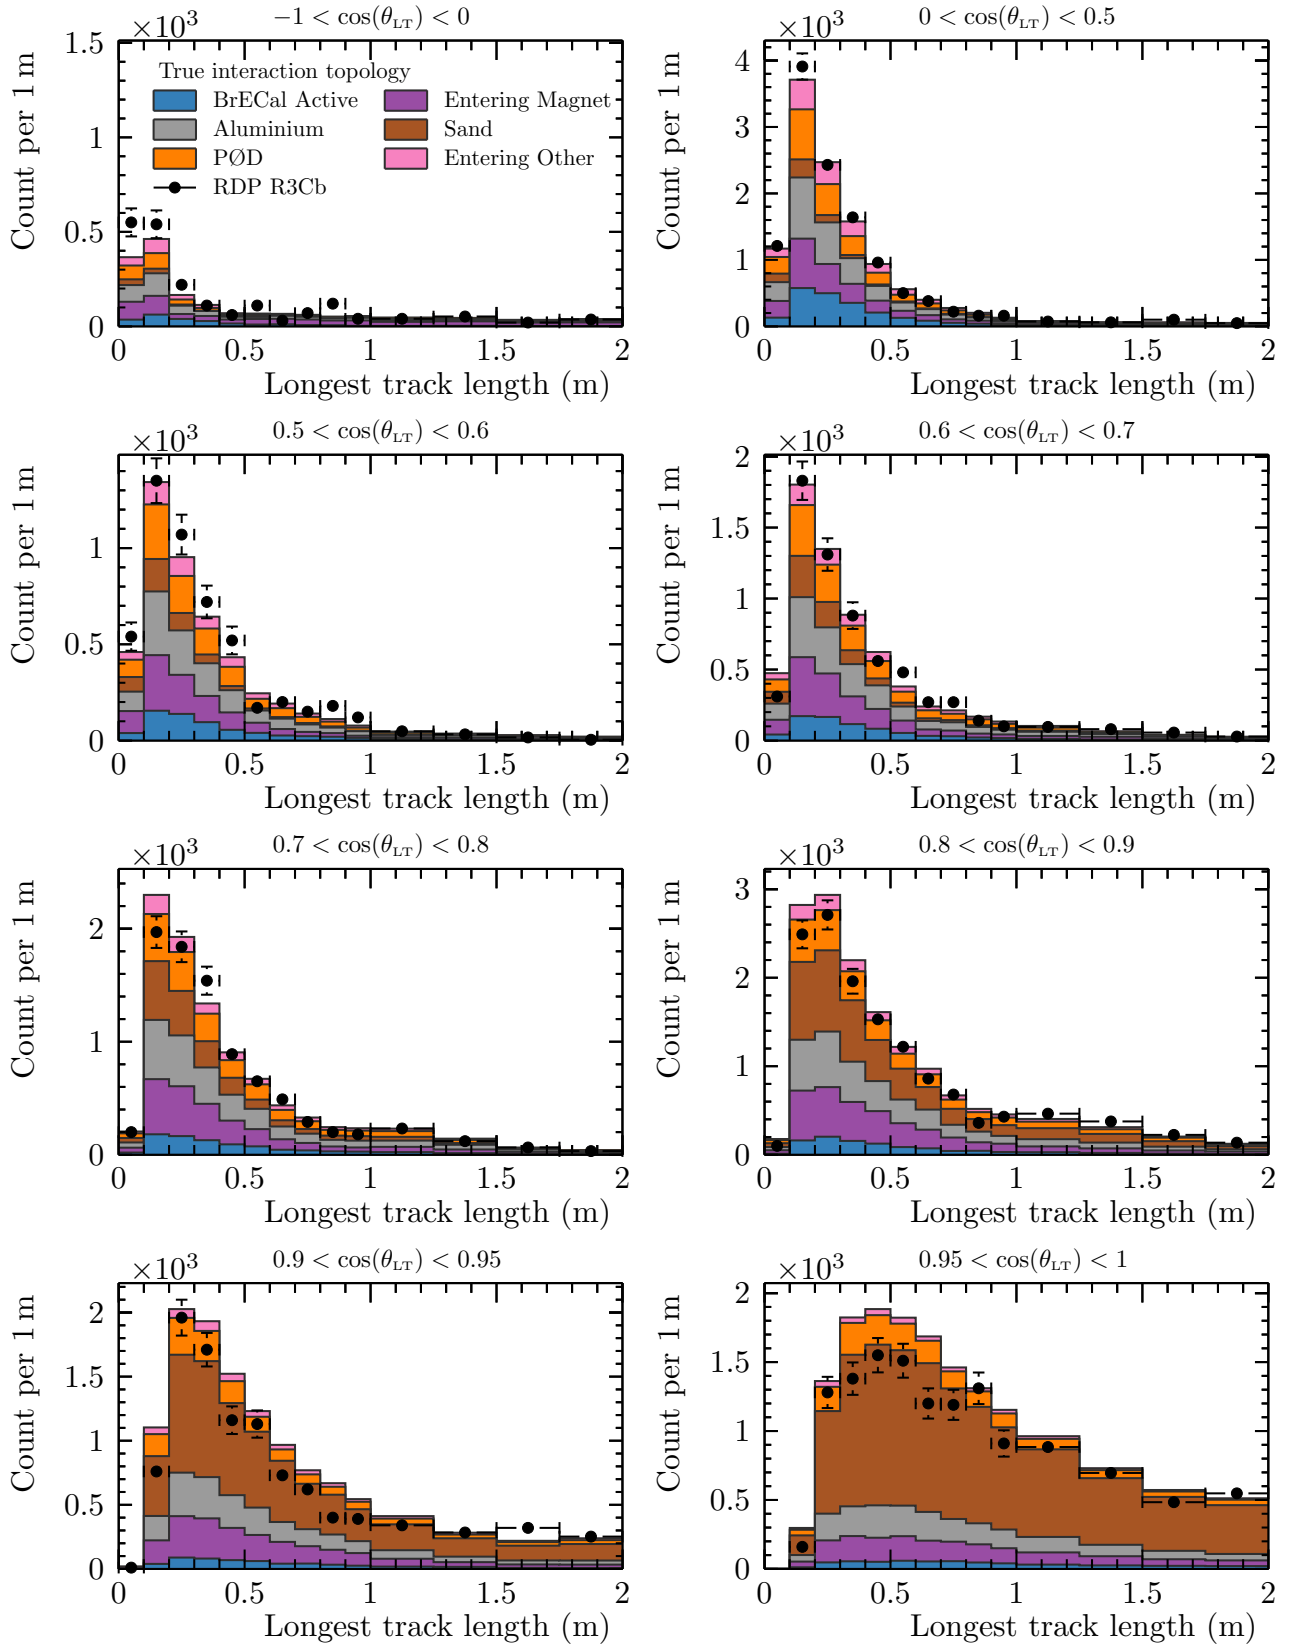 −1 < cos(θLT) < 0
×10³
1.5
1
0.5
0
Count per 1 m
True interaction topology
BrECal Active
Aluminium
PØD
RDP R3Cb
Entering Magnet
Sand
Entering Other
0 0.5 1 1.5 2
Longest track length (m)
0 < cos(θLT) < 0.5
×10³
4
3
2
1
0
Count per 1 m
0 0.5 1 1.5 2
Longest track length (m)
0.5 < cos(θLT) < 0.6
×10³
1
0.5
0
Count per 1 m
0 0.5 1 1.5 2
Longest track length (m)
0.6 < cos(θLT) < 0.7
×10³
2
1.5
1
0.5
0
Count per 1 m
0 0.5 1 1.5 2
Longest track length (m)
0.7 < cos(θLT) < 0.8
×10³
2
1
0
Count per 1 m
0 0.5 1 1.5 2
Longest track length (m)
0.8 < cos(θLT) < 0.9
×10³
3
2
1
0
Count per 1 m
0 0.5 1 1.5 2
Longest track length (m)
0.9 < cos(θLT) < 0.95
×10³
2
1.5
1
0.5
0
Count per 1 m
0 0.5 1 1.5 2
Longest track length (m)
0.95 < cos(θLT) < 1
×10³
2
1.5
1
0.5
0
Count per 1 m
0 0.5 1 1.5 2
Longest track length (m)